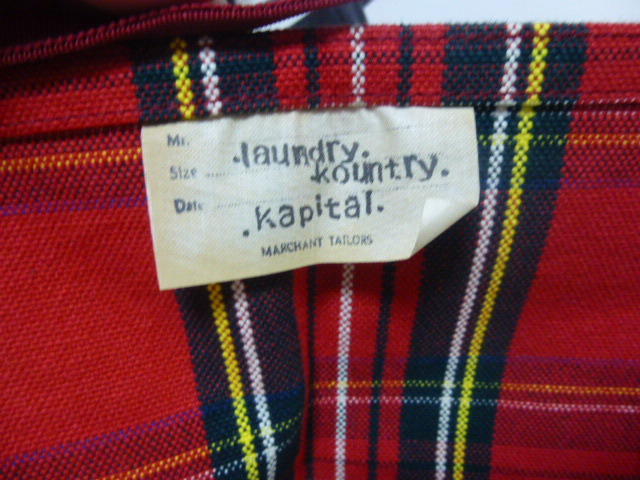 Mr.
.laundry.
Size
.kountry.
Date
.kapital.
MARCHANT TAILORS